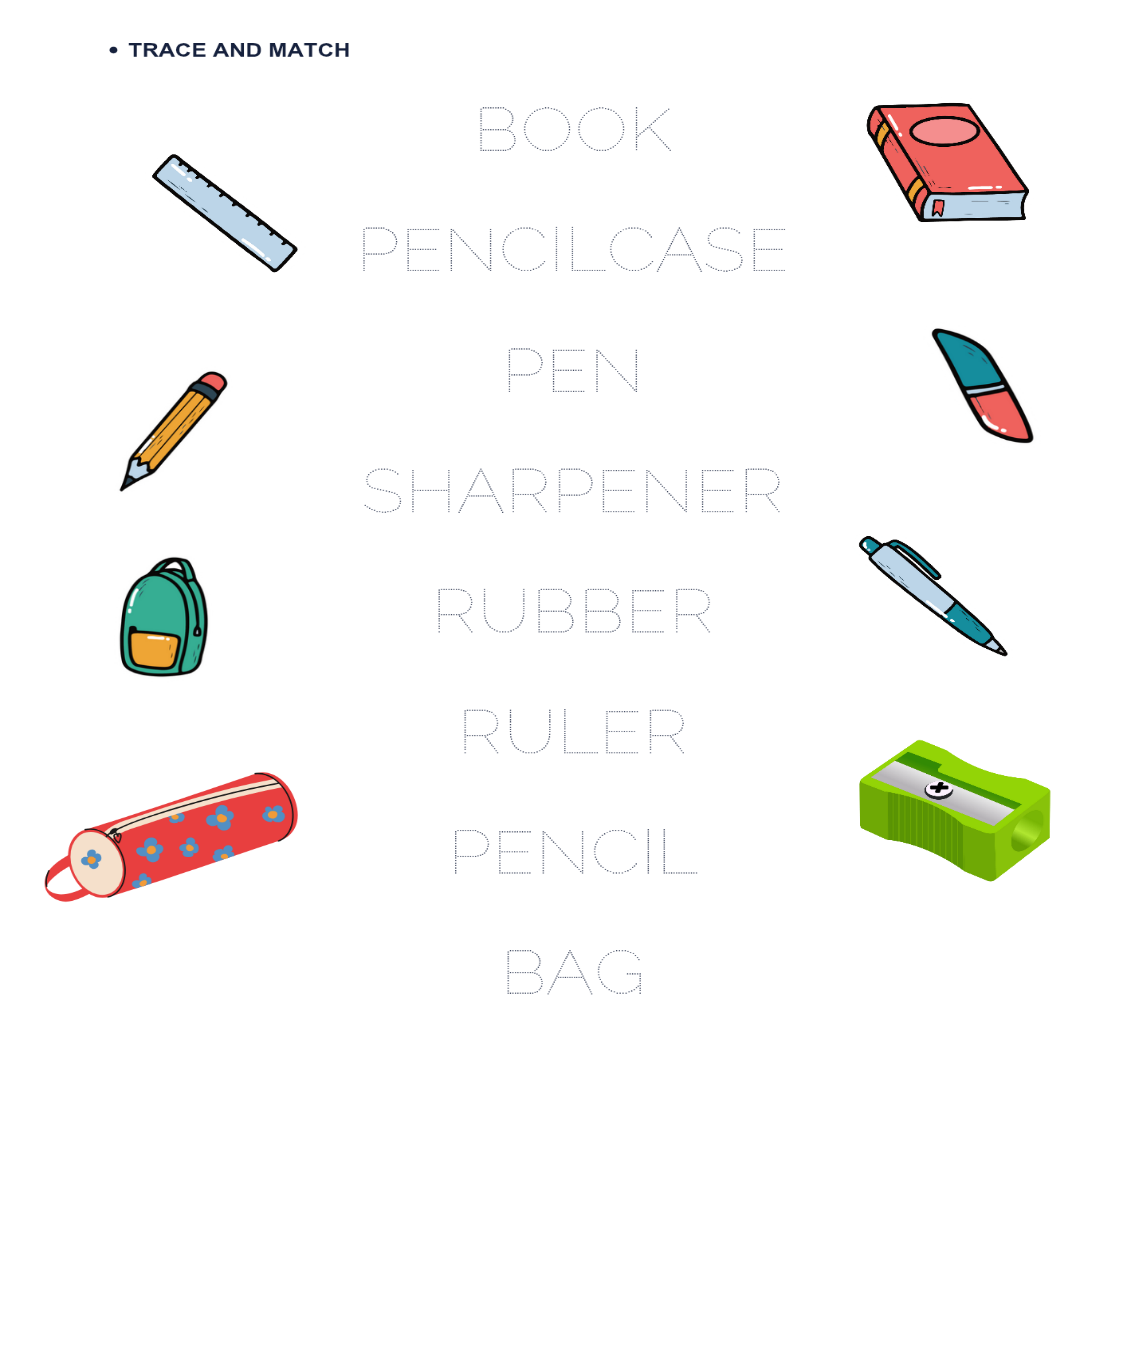 • TRACE AND MATCH
BOOK
PENCILCASE
PEN
SHARPENER
RUBBER
RULER
PENCIL
BAG